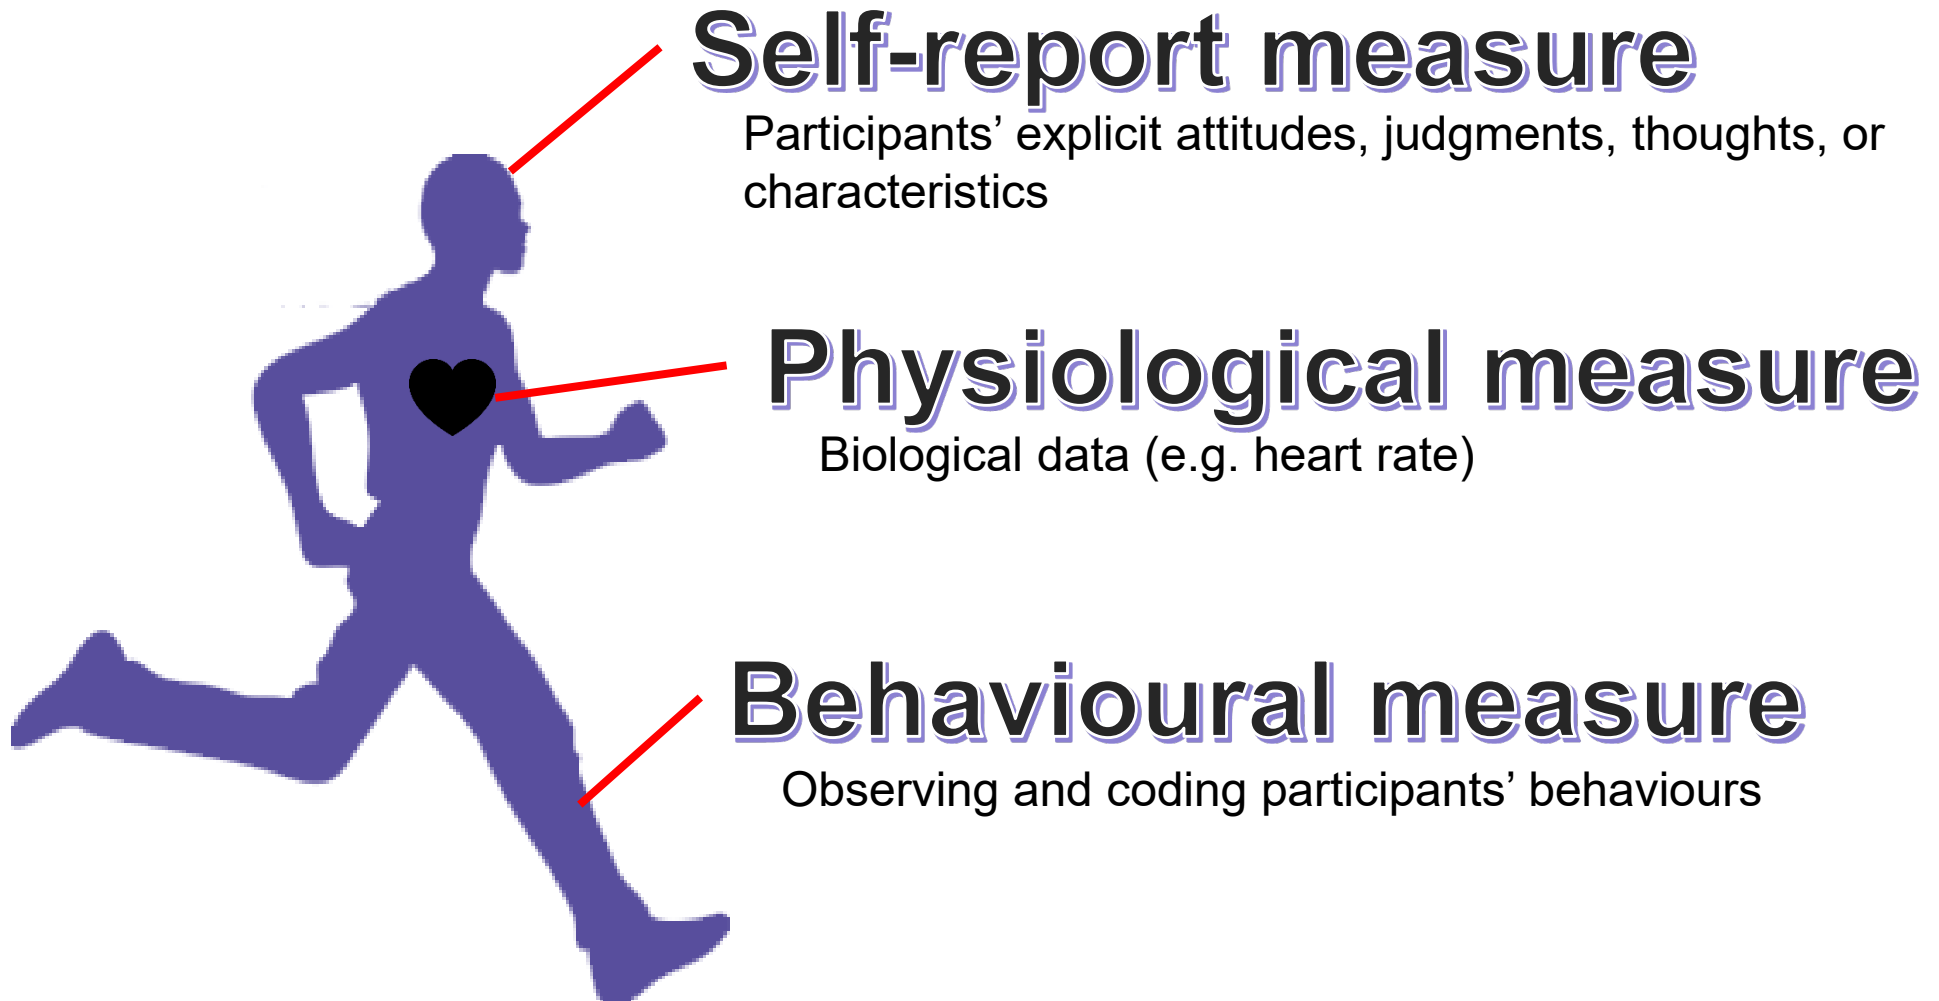 Self-report measure
Participants’ explicit attitudes, judgments, thoughts, or
characteristics
Physiological measure
Biological data (e.g. heart rate)
Behavioural measure
Observing and coding participants’ behaviours